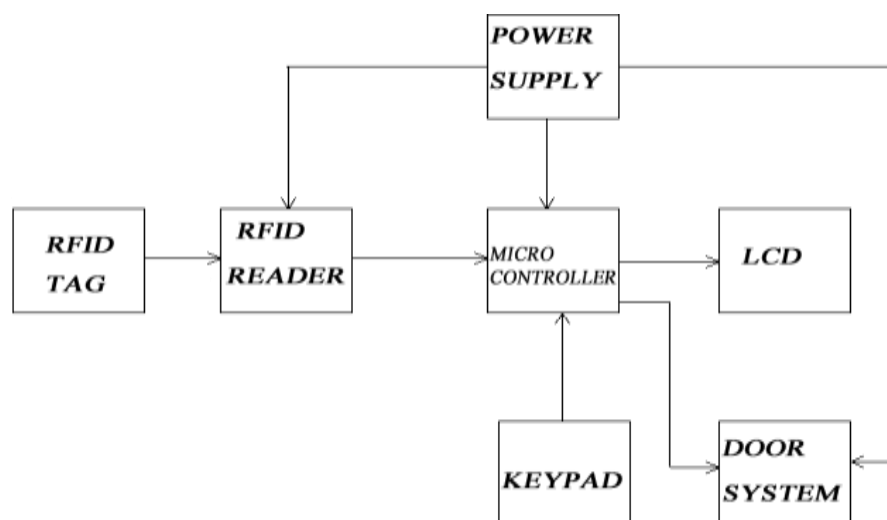 POWER
SUPPLY
RFID
TAG
RFID
READER
MICRO
CONTROLLER
LCD
KEYPAD
DOOR
SYSTEM